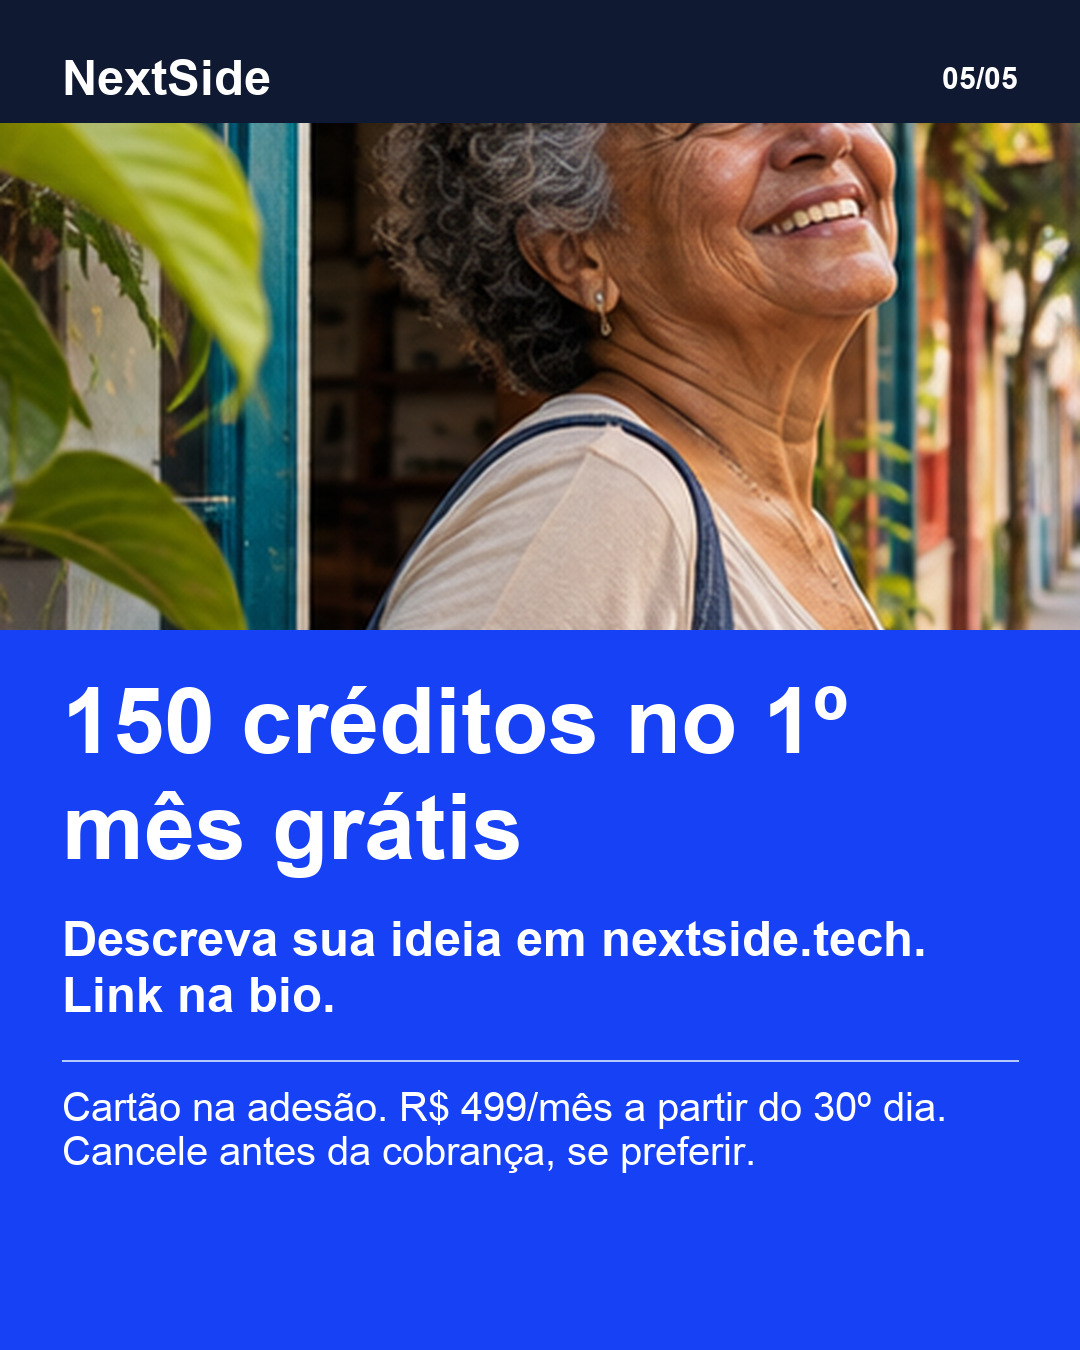 NextSide
05/05
150 créditos no 1º
mês grátis
Descreva sua ideia em nextside.tech.
Link na bio.
Cartão na adesão. R$ 499/mês a partir do 30º dia.
Cancele antes da cobrança, se preferir.